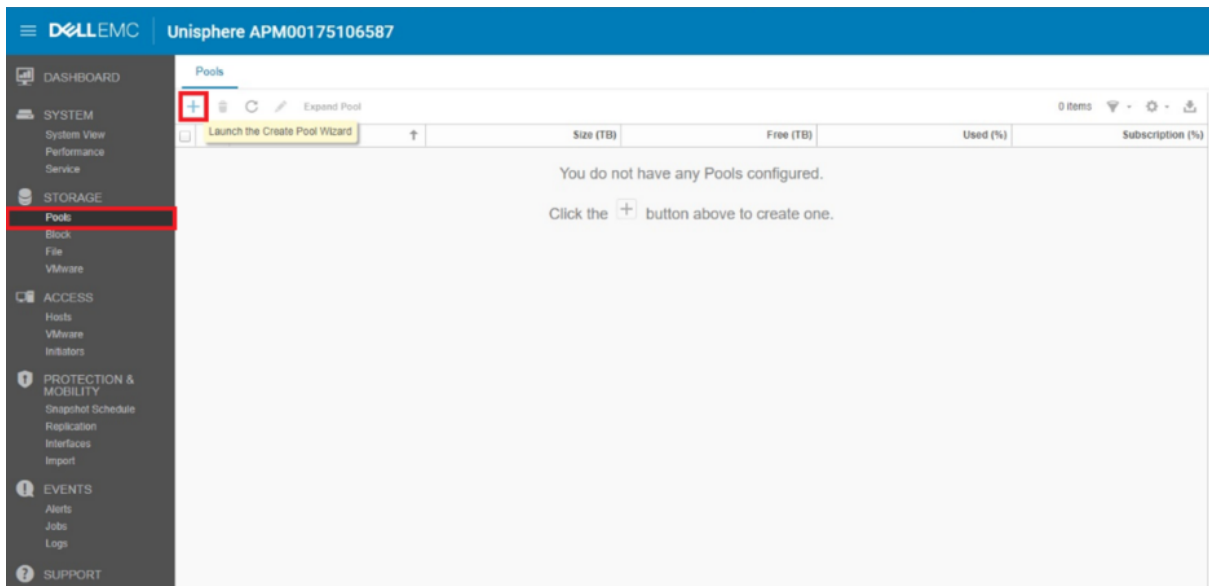 DELLEMC Unisphere APM00175106587
DASHBOARD
SYSTEM
System View
Performance
Service
STORAGE
Pools
Block
File
VMware
ACCESS
Hosts
VMware
Initiators
PROTECTION &
MOBILITY
Snapshot Schedule
Replication
Interfaces
Import
EVENTS
Alerts
Jobs
Logs
SUPPORT
Pools
Expand Pool 0 items
Launch the Create Pool Wizard Size (TB) Free (TB) Used (%) Subscription (%)
You do not have any Pools configured.
Click the + button above to create one.